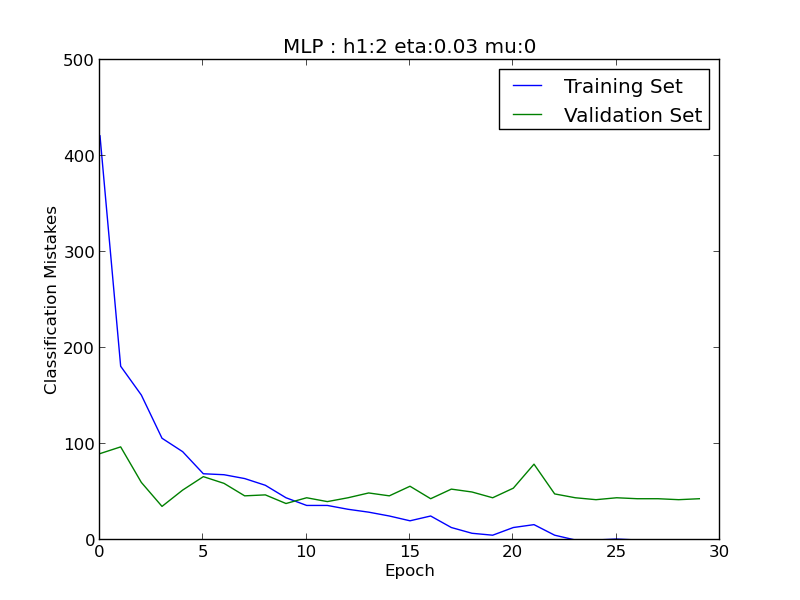 MLP : h1:2 eta:0.03 mu:0
500
400
300
200
100
0
Classification Mistakes
Training Set
Validation Set
0 5 10 15 20 25 30
Epoch